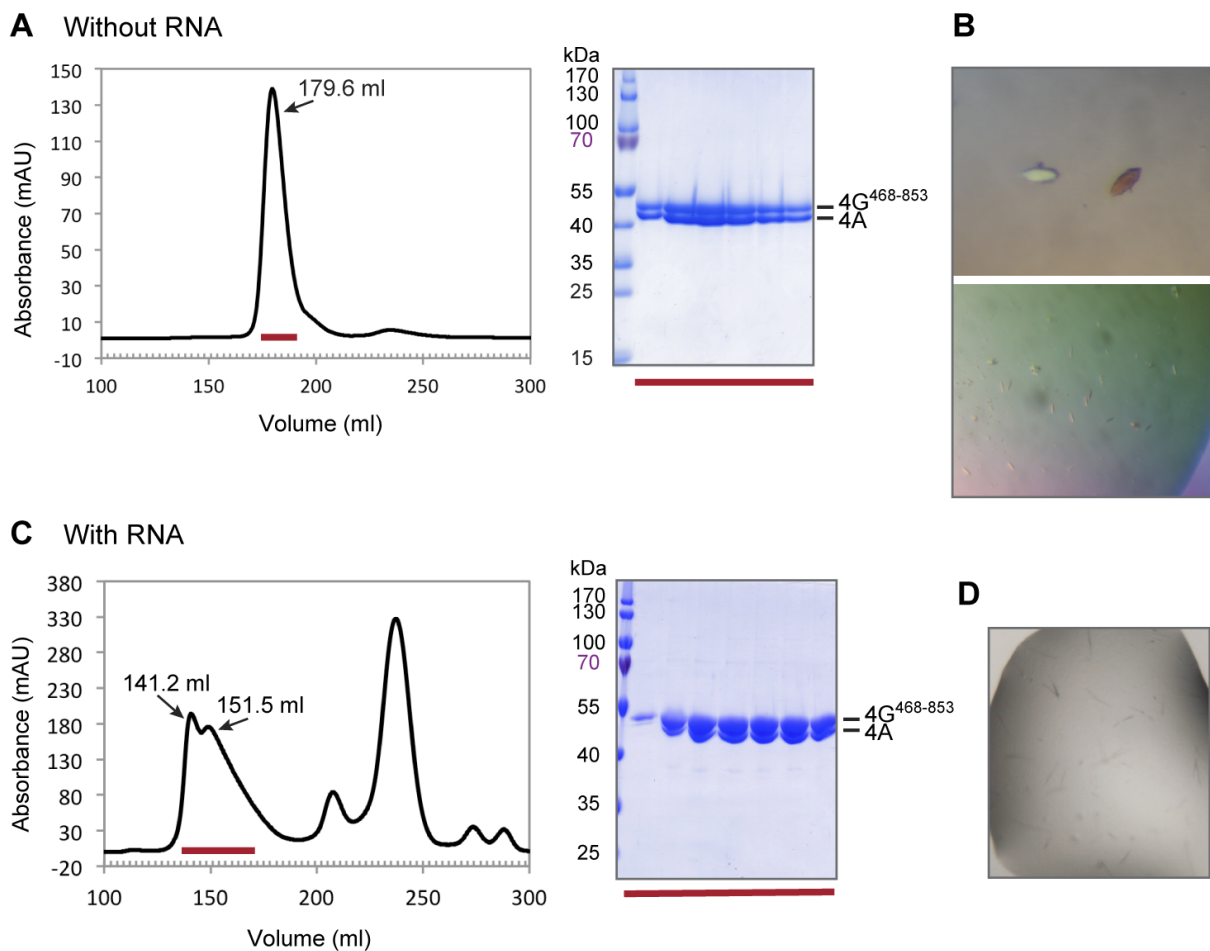 A Without RNA
150
130
110
90
70
50
30
10
-10
100
150
200
250
300
179.6 ml
Absorbance (mAU)
Volume (ml)
kDa
170
130
100
70
55
40
35
25
15
4G468-853
4A
B
C With RNA
380
330
280
230
180
130
80
30
-20
100
150
200
250
300
141.2 ml
151.5 ml
Absorbance (mAU)
Volume (ml)
kDa
170
130
100
70
55
40
35
25
4G468-853
4A
D